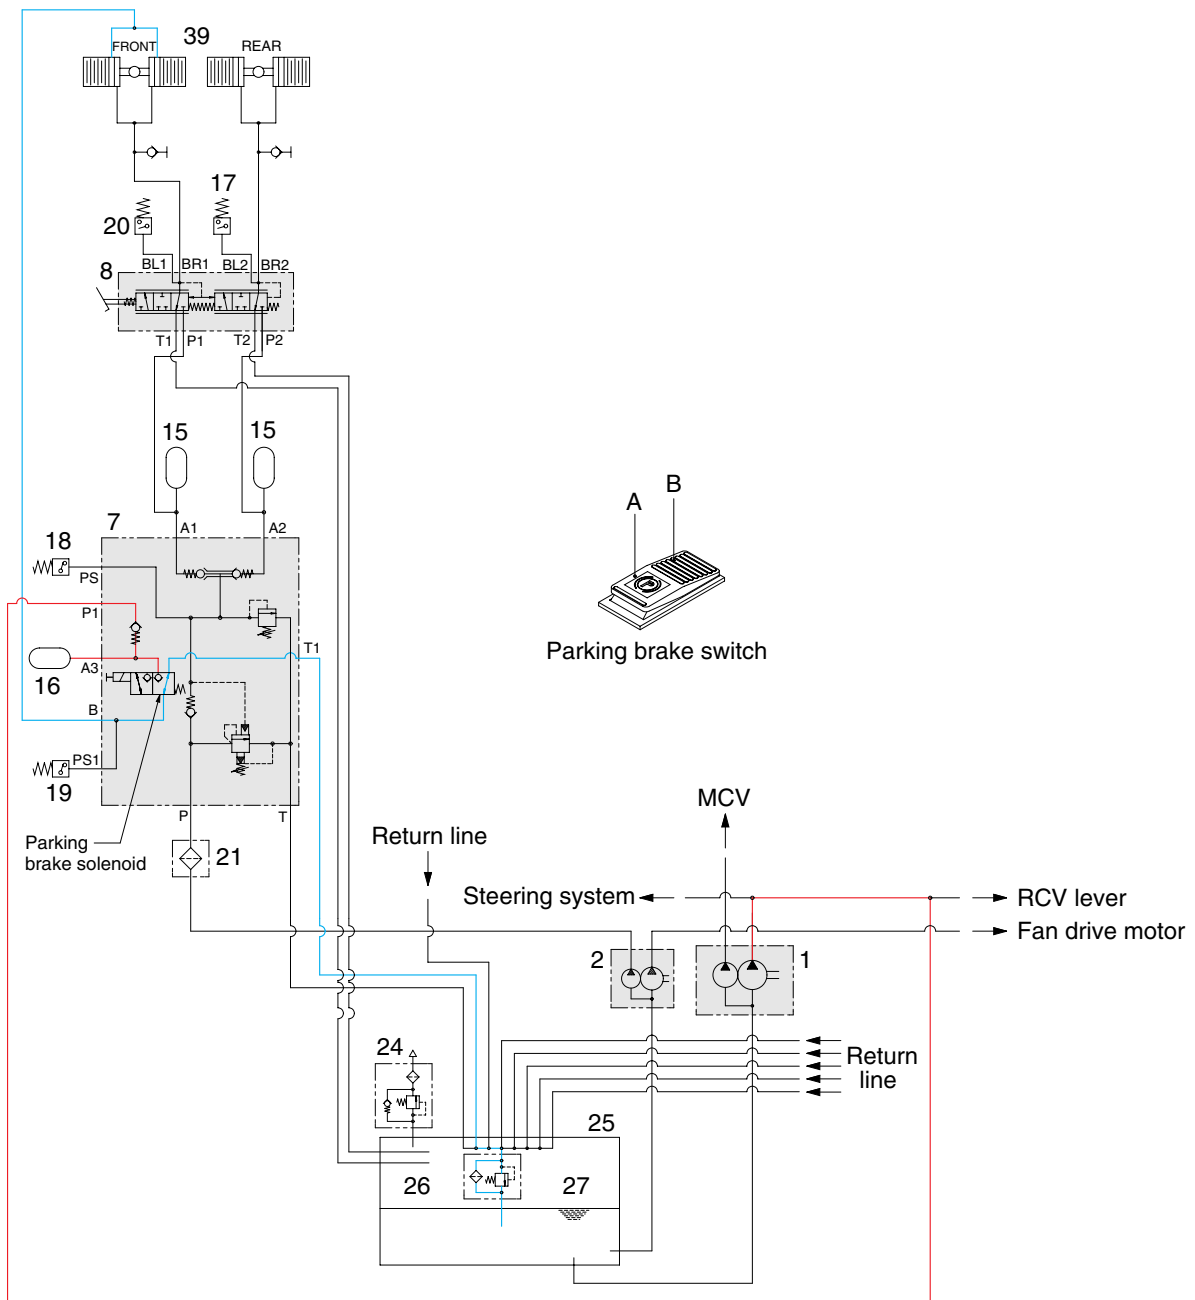 39
FRONT
REAR
17
20
BL1
BR1
BL2
BR2
8
T1
P1
T2
P2
15
15
7
A1
A2
18
PS
P1
T1
A3
16
B
PS1
19
P
T
Parking
brake solenoid
21
A
B
Parking brake switch
MCV
Return line
Steering system
RCV lever
Fan drive motor
2
1
24
Return
line
25
26
27